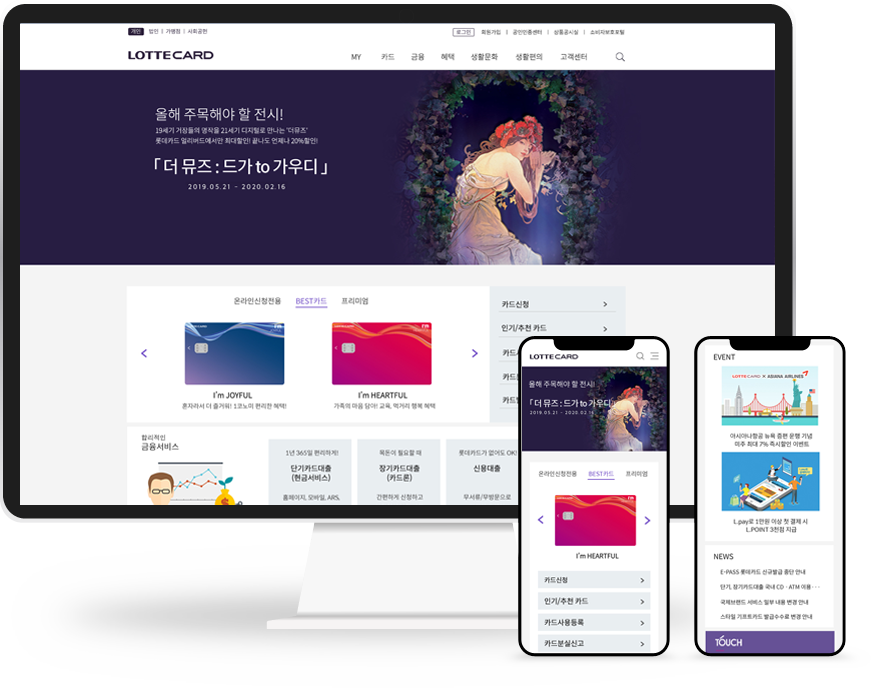 개인 법인 | 가맹점 | 사회공헌
로그인 회원가입 | 공인인증센터 | 상품공시실 | 소비자보호포탈
LOTTE CARD
MY 카드 금융 혜택 생활문화 생활편의 고객센터
올해 주목해야 할 전시!
19세기 거장들의 명작을 21세기 디지털로 만나는 '더뮤즈'
롯데카드 얼리버드에서만 최대할인! 끝나도 언제나 20%할인!
「더 뮤즈 : 드가 to 가우디」
2019.05.21 - 2020.02.16
온라인신청전용 BEST카드 프리미엄
I'm JOYFUL
혼자라서 더 즐거워! 1코노미 편리한 혜택!
I'm HEARTFUL
가족의 마음 담아! 교육, 먹거리 행복 혜택
카드신청
인기/추천 카드
합리적인
금융서비스
1년 365일 편리하게!
단기카드대출
(현금서비스)
홈페이지, 모바일, ARS,
목돈이 필요할 때
장기카드대출
(카드론)
간편하게 신청하고
롯데카드가 없어도 OK!
신용대출
무서류/무방문으로
LOTTE CARD
올해 주목해야 할 전시!
「더 뮤즈 : 드가 to 가우디」
2019.05.21 - 2020.02.16
온라인신청전용 BEST카드 프리미엄
I'm HEARTFUL
카드신청
인기/추천 카드
카드사용등록
카드분실신고
EVENT
LOTTE CARD X ASIANA AIRLINES
아시아나항공 뉴욕 증편 운행 기념
미주 최대 7% 즉시할인 이벤트
L.pay로 1만원 이상 첫 결제 시
L.POINT 3천점 지급
NEWS
E-PASS 롯데카드 신규발급 중단 안내
단기, 장기카드대출 국내 CD · ATM 이용 ···
국제브랜드 서비스 일부 내용 변경 안내
스타일 기프트카드 발급수수료 변경 안내
TOUCH